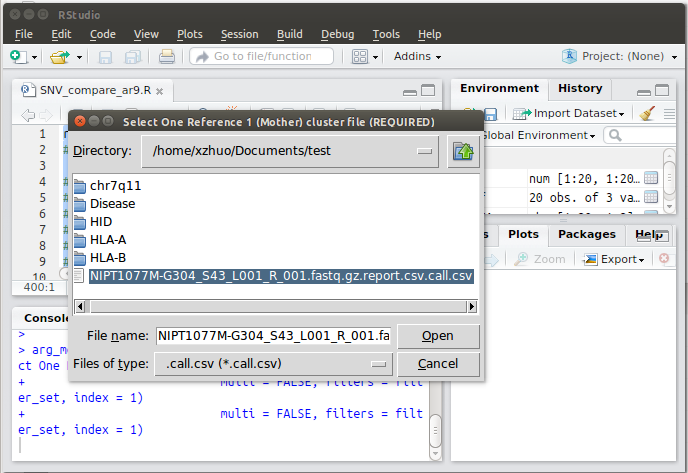 RStudio
File Edit Code View Plots Session Build Debug Tools Help
Go to file/function
Addins
Project: (None)
SNV_compare_ar9.R
Environment History
Import Dataset
Global Environment
num [1:20, 1:20…
20 obs. of 3 va…
Plots Packages Help
Zoom Export
Select One Reference 1 (Mother) cluster file (REQUIRED)
Directory: /home/xzhuo/Documents/test
chr7q11
Disease
HID
HLA-A
HLA-B
NIPT1077M-G304_S43_L001_R_001.fastq.gz.report.csv.call.csv
File name: NIPT1077M-G304_S43_L001_R_001.fa
Open
Files of type: .call.csv (*.call.csv)
Cancel
1
2
3
4
5
6
7
8
9
10
400:1
Conso
>
> arg_m
ct One
+ multi = FALSE, filters = filt
er_set, index = 1)
+ multi = FALSE, filters = filt
er_set, index = 1)